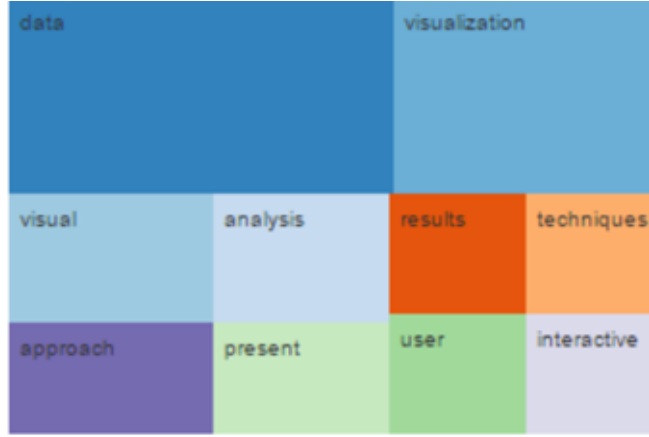 data
visualization
visual
analysis
results
techniques
approach
present
user
interactive